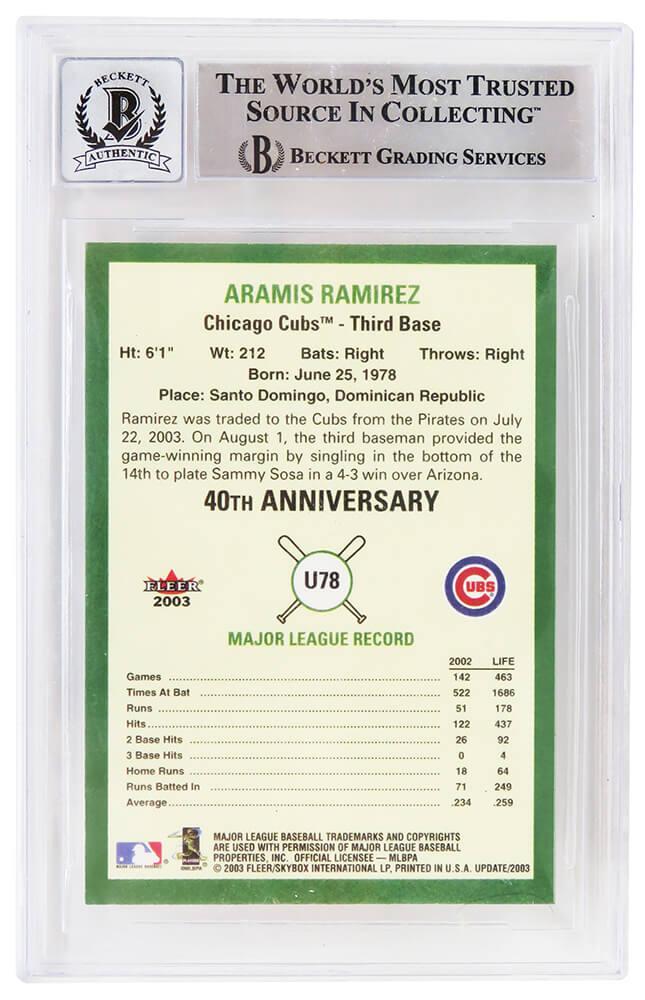 BECKETT
B
AUTHENTIC
THE WORLD'S MOST TRUSTED
SOURCE IN COLLECTING™
B BECKETT GRADING SERVICES
ARAMIS RAMIREZ
Chicago Cubs™ - Third Base
Ht: 6'1" Wt: 212 Bats: Right Throws: Right
Born: June 25, 1978
Place: Santo Domingo, Dominican Republic
Ramirez was traded to the Cubs from the Pirates on July
22, 2003. On August 1, the third baseman provided the
game-winning margin by singling in the bottom of the
14th to plate Sammy Sosa in a 4-3 win over Arizona.
40TH ANNIVERSARY
U78
FLEER
2003
CUBS
MAJOR LEAGUE RECORD
2002 LIFE
Games 142 463
Times At Bat 522 1686
Runs 51 178
Hits 122 437
2 Base Hits 26 92
3 Base Hits 0 4
Home Runs 18 64
Runs Batted In 71 249
Average .234 .259
MAJOR LEAGUE BASEBALL TRADEMARKS AND COPYRIGHTS
ARE USED WITH PERMISSION OF MAJOR LEAGUE BASEBALL
PROPERTIES, INC. OFFICIAL LICENSEE — MLBPA
© 2003 FLEER/SKYBOX INTERNATIONAL LP, PRINTED IN U.S.A. UPDATE/2003
MAJOR LEAGUE BASEBALL
PLAYERS
©MLBPA